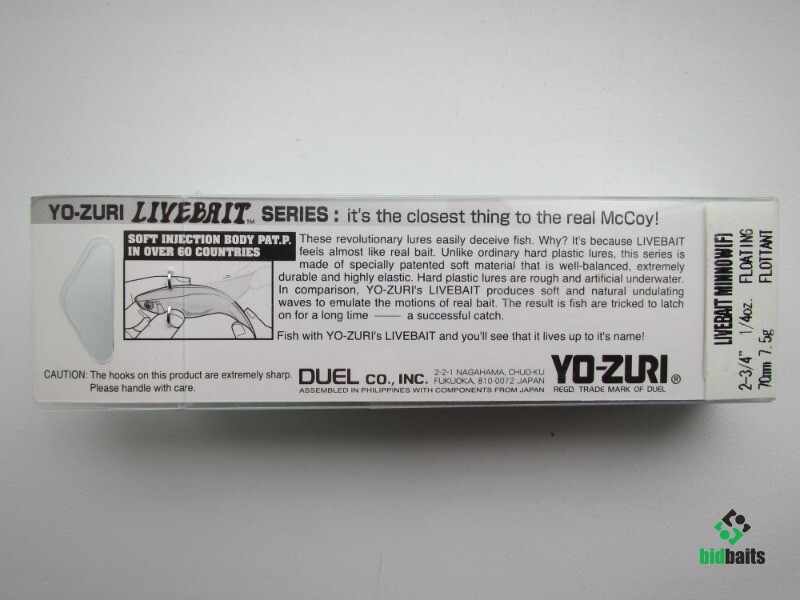 YO-ZURI LIVEBAIT™ SERIES : it's the closest thing to the real McCoy!
SOFT INJECTION BODY PAT.P.
IN OVER 60 COUNTRIES
These revolutionary lures easily deceive fish. Why? It's because LIVEBAIT
feels almost like real bait. Unlike ordinary hard plastic lures, this series is
made of specially patented soft material that is well-balanced, extremely
durable and highly elastic. Hard plastic lures are rough and artificial underwater.
In comparison, YO-ZURI's LIVEBAIT produces soft and natural undulating
waves to emulate the motions of real bait. The result is fish are tricked to latch
on for a long time —— a successful catch.
Fish with YO-ZURI's LIVEBAIT and you'll see that it lives up to it's name!
CAUTION: The hooks on this product are extremely sharp.
Please handle with care.
DUEL CO., INC.
2-2-1 NAGAHAMA, CHUO-KU
FUKUOKA, 810-0072 JAPAN
ASSEMBLED IN PHILIPPINES WITH COMPONENTS FROM JAPAN
YO-ZURI®
REGD. TRADE MARK OF DUEL
LIVEBAIT MINNOW(F)
2-3/4" 1/4oz. FLOATING
70mm 7.5g FLOTTANT
bidbaits